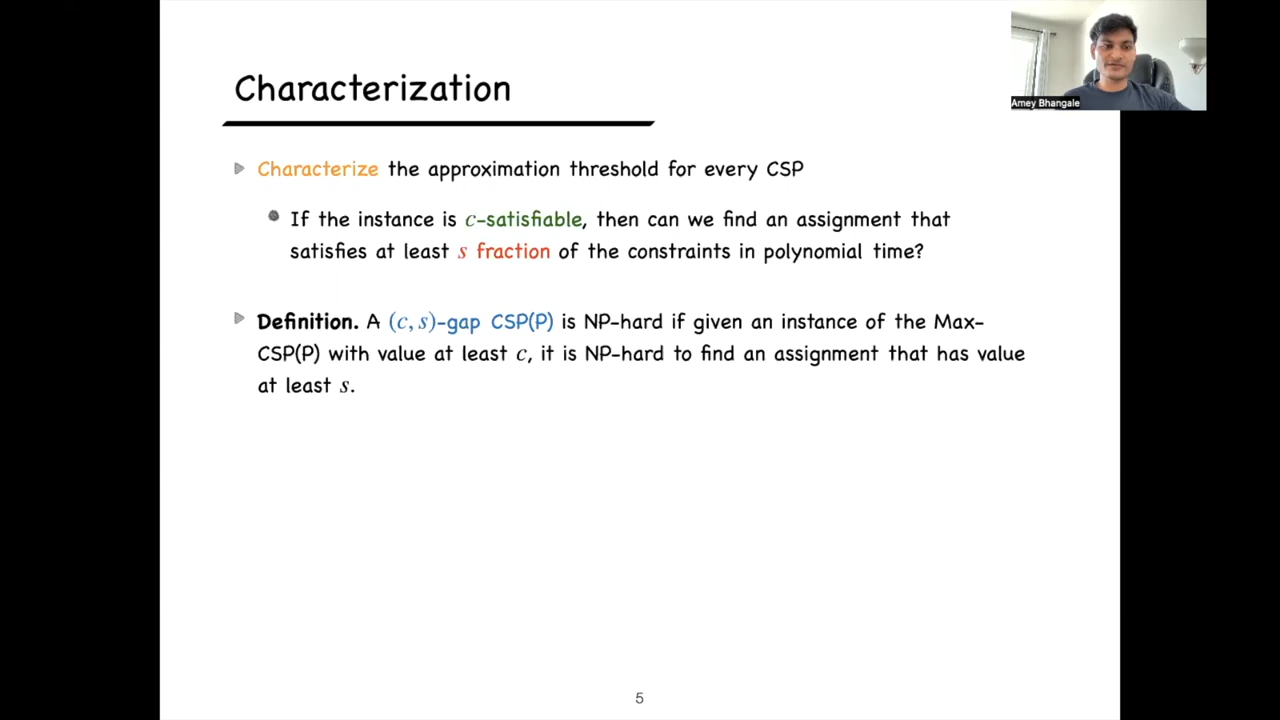 Characterization
Amey Bhangale
Characterize the approximation threshold for every CSP
If the instance is c-satisfiable, then can we find an assignment that
satisfies at least s fraction of the constraints in polynomial time?
Definition. A (c, s)-gap CSP(P) is NP-hard if given an instance of the Max-
CSP(P) with value at least c, it is NP-hard to find an assignment that has value
at least s.
5